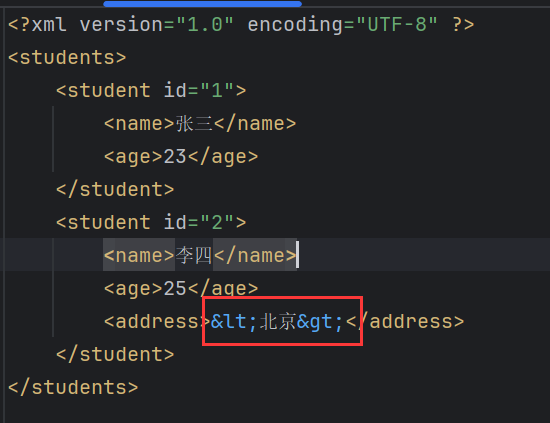 <?xml version="1.0" encoding="UTF-8" ?>
<students>
    <student id="1">
        <name>张三</name>
        <age>23</age>
    </student>
    <student id="2">
        <name>李四</name>
        <age>25</age>
        <address>&lt;北京&gt;</address>
    </student>
</students>